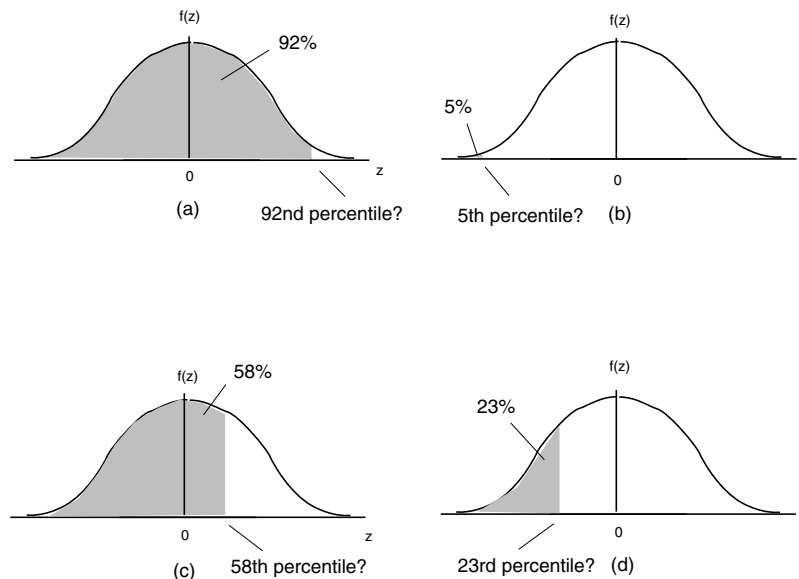 f(z)
92%
0
z
92nd percentile?
(a)
f(z)
5%
0
5th percentile?
(b)
f(z)
58%
0
z
58th percentile?
(c)
f(z)
23%
0
23rd percentile?
(d)